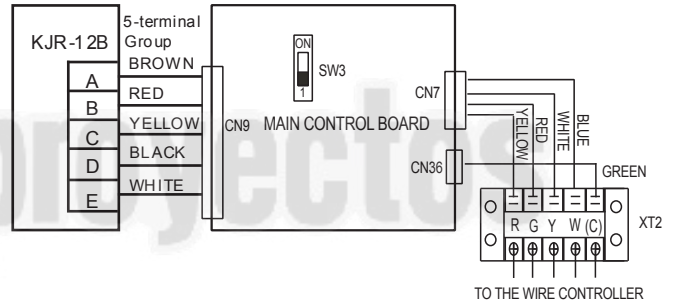 5-terminal
Group
KJR-12B
BROWN
A
RED
B
YELLOW
C
BLACK
D
WHITE
E
CN9
ON
1
SW3
MAIN CONTROL BOARD
CN7
CN36
YELLOW
RED
WHITE
BLUE
GREEN
R G Y W (C)
XT2
TO THE WIRE CONTROLLER
proyectos